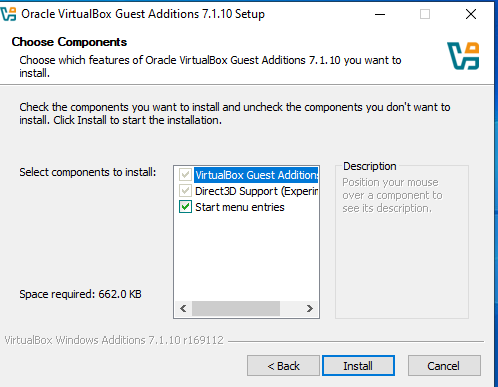 Oracle VirtualBox Guest Additions 7.1.10 Setup
Choose Components
Choose which features of Oracle VirtualBox Guest Additions 7.1.10 you want to
install.
Check the components you want to install and uncheck the components you don't want to
install. Click Install to start the installation.
Select components to install:
VirtualBox Guest Additions
Direct3D Support (Experin
Start menu entries
Description
Position your mouse
over a component to
see its description.
Space required: 662.0 KB
VirtualBox Windows Additions 7.1.10 r169112
< Back
Install
Cancel